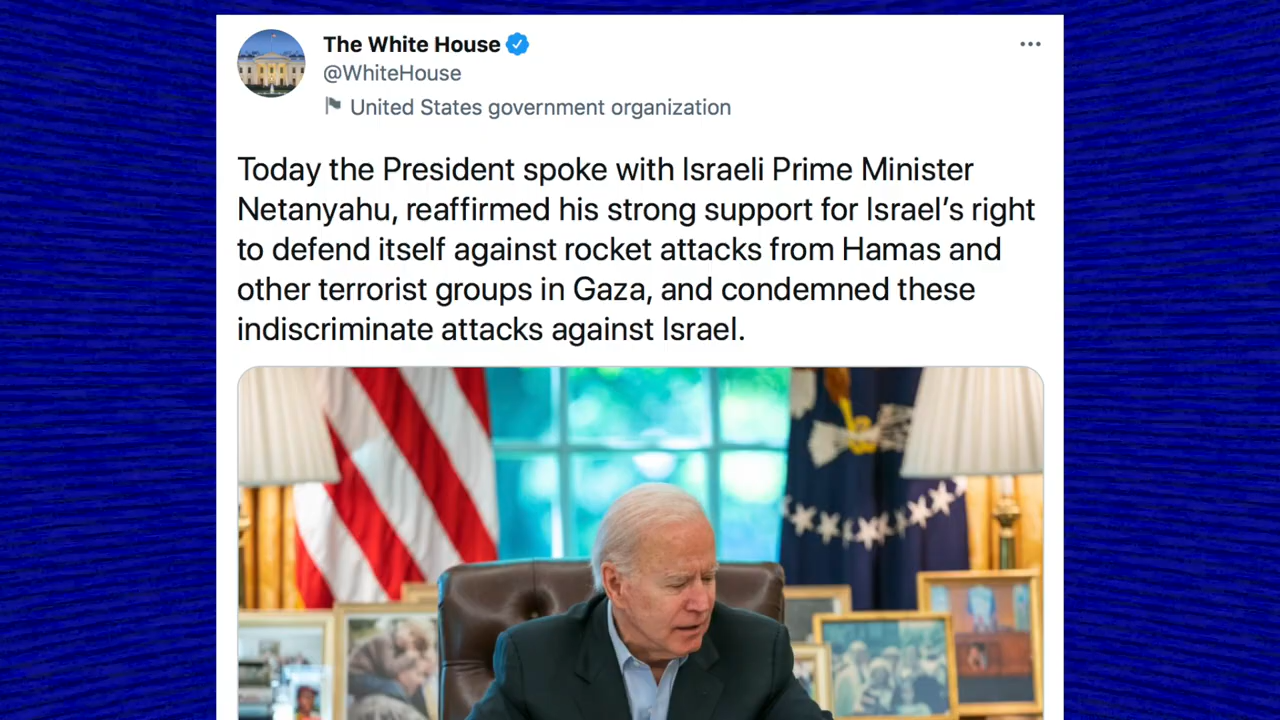 The White House
@WhiteHouse
United States government organization
Today the President spoke with Israeli Prime Minister
Netanyahu, reaffirmed his strong support for Israel’s right
to defend itself against rocket attacks from Hamas and
other terrorist groups in Gaza, and condemned these
indiscriminate attacks against Israel.